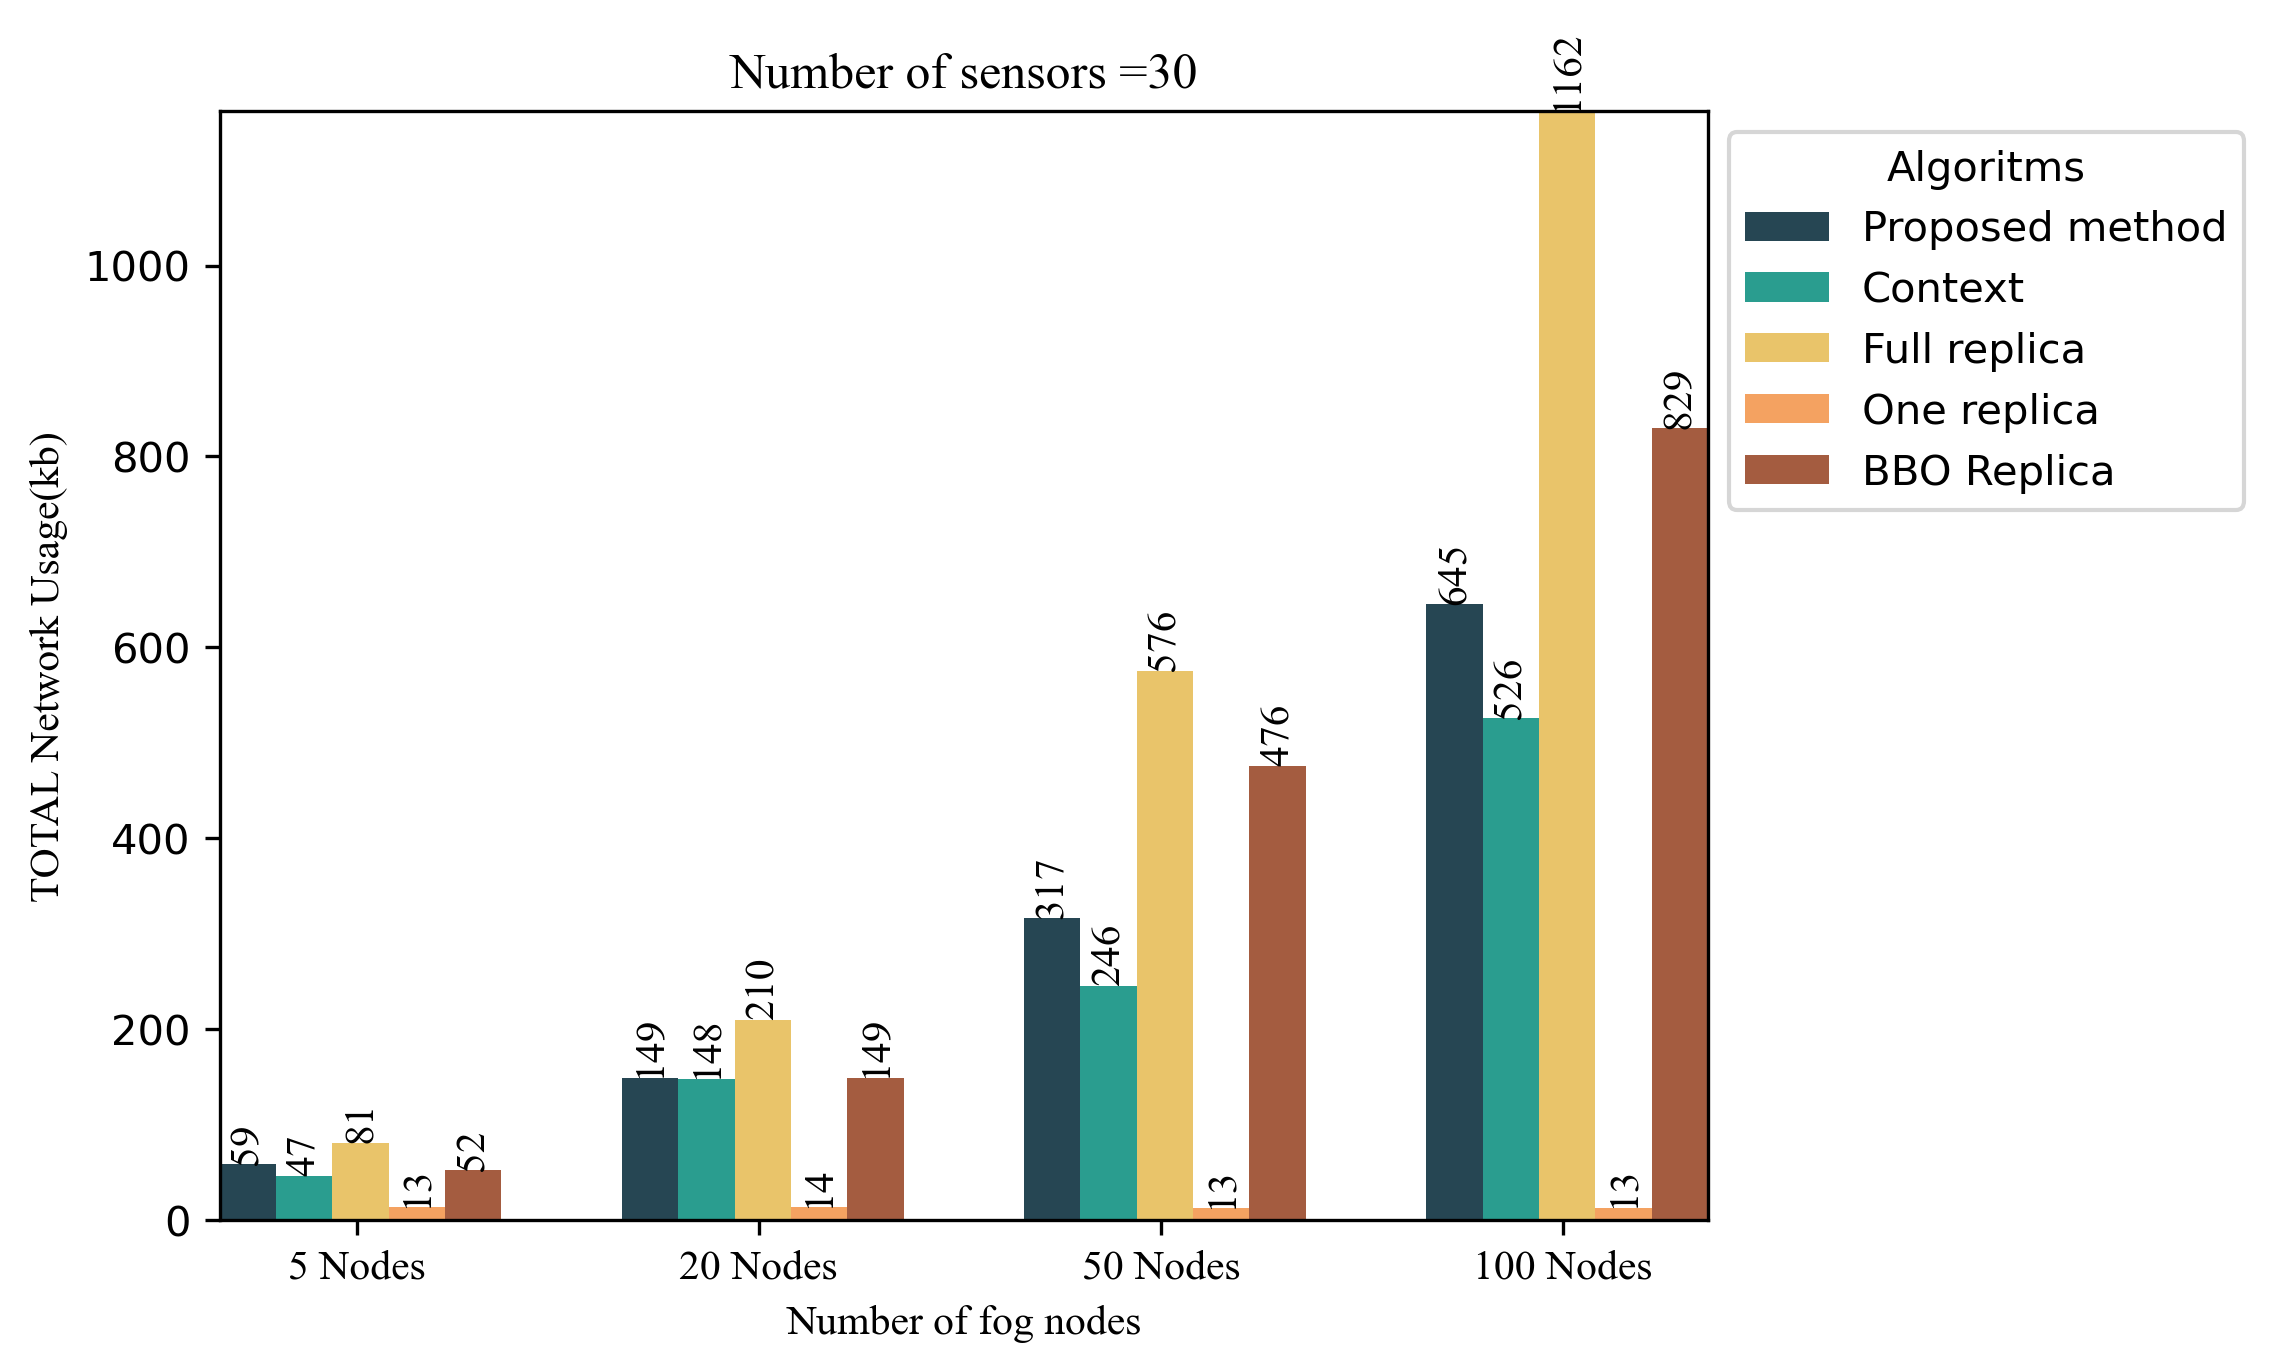 Number of sensors =30
1162
Algoritms
Proposed method
Context
Full replica
One replica
BBO Replica
TOTAL Network Usage(kb)
1000
800
600
400
200
0
59
47
81
13
52
149
148
210
14
149
317
246
576
13
476
645
526
13
829
5 Nodes
20 Nodes
50 Nodes
100 Nodes
Number of fog nodes